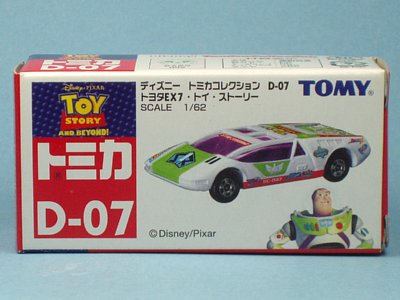 DISNEY · PIXAR
TOY
STORY
AND BEYOND!
トミカ
D-07
ディズニー トミカコレクション D-07
トヨタEX7・トイ・ストーリー
SCALE 1/62
TOMY
©Disney/Pixar